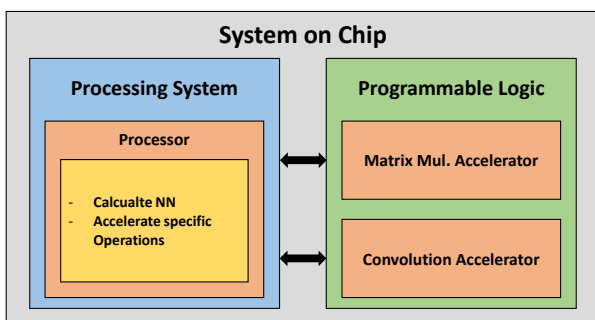 System on Chip
Processing System
Processor
- Calcualte NN
- Accelerate specific
Operations
Programmable Logic
Matrix Mul. Accelerator
Convolution Accelerator